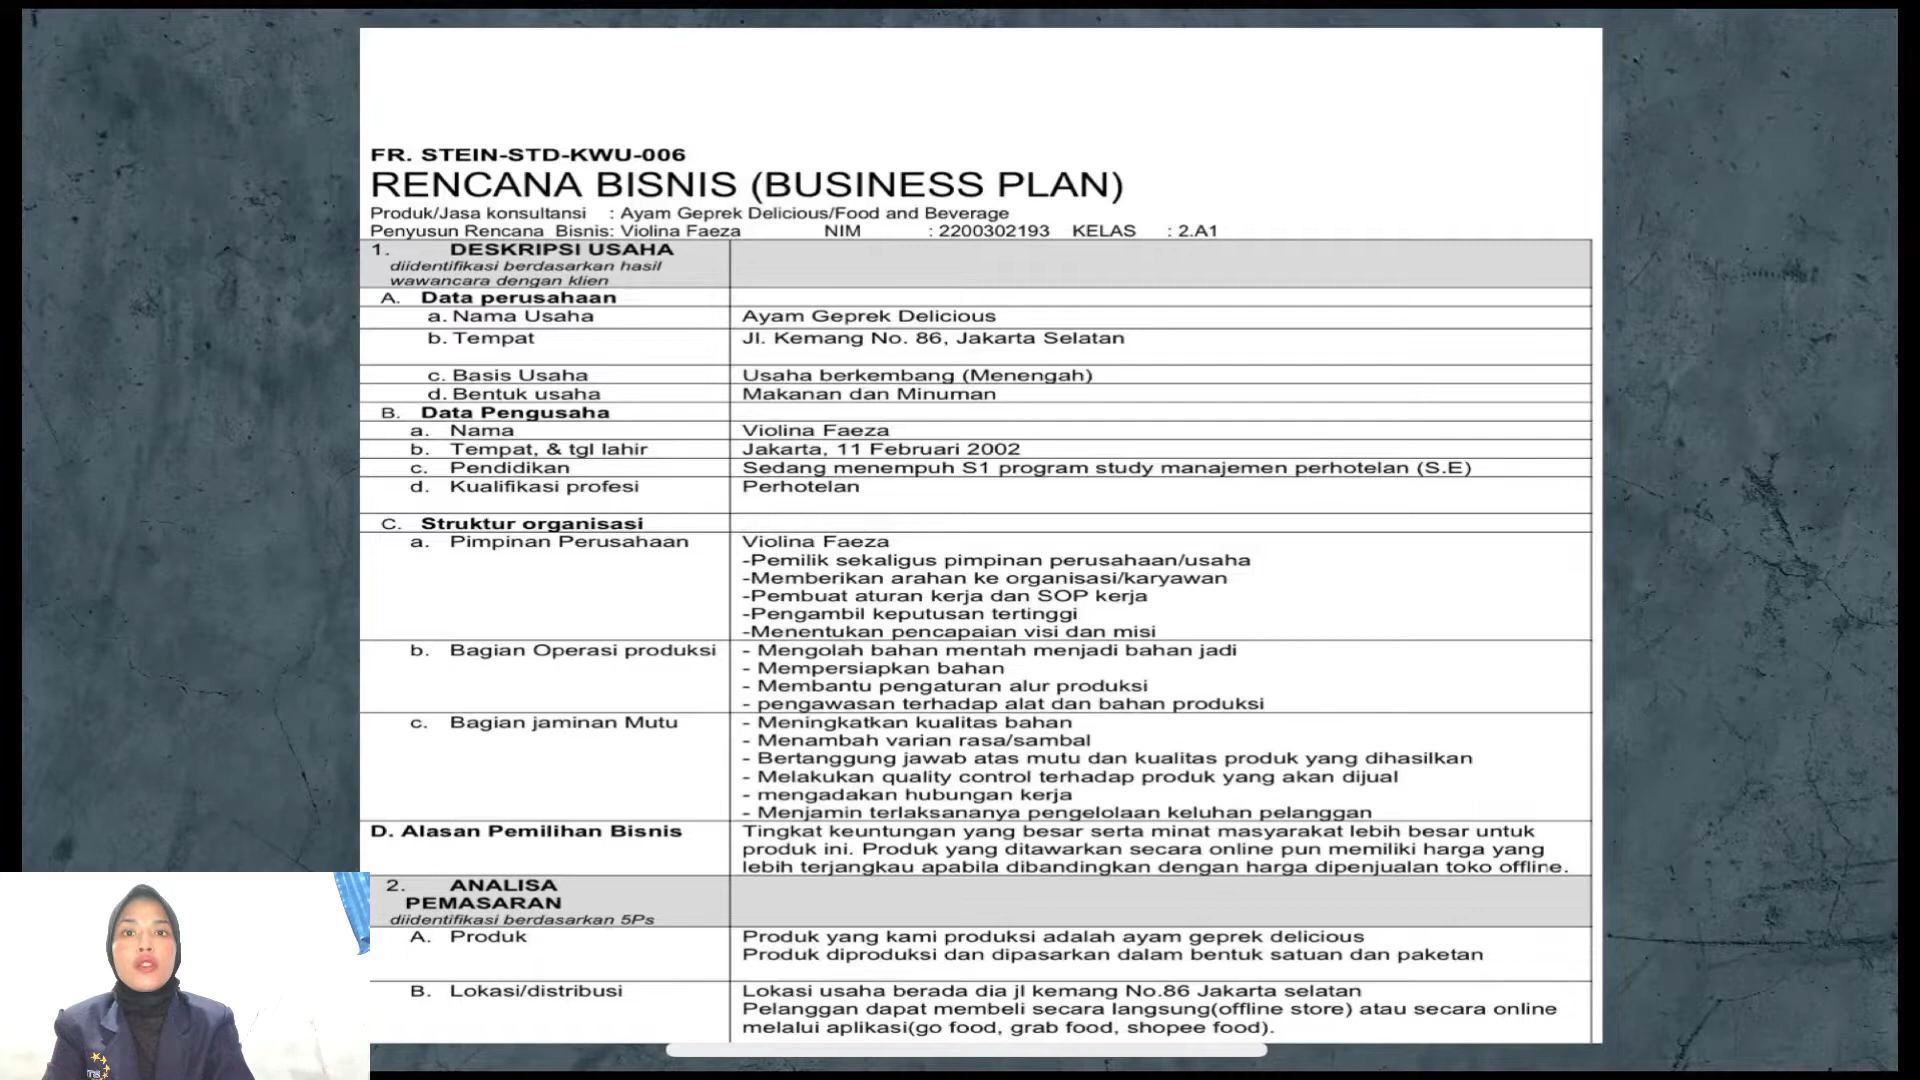 FR. STEIN-STD-KWU-006
RENCANA BISNIS (BUSINESS PLAN)
Produk/Jasa konsultansi : Ayam Geprek Delicious/Food and Beverage
Penyusun Rencana Bisnis: Violina Faeza NIM : 2200302193 KELAS : 2.A1
1. DESKRIPSI USAHA
diidentifikasi berdasarkan hasil
wawancara dengan klien
A. Data perusahaan
a. Nama Usaha Ayam Geprek Delicious
b. Tempat Jl. Kemang No. 86, Jakarta Selatan
c. Basis Usaha Usaha berkembang (Menengah)
d. Bentuk usaha Makanan dan Minuman
B. Data Pengusaha
a. Nama Violina Faeza
b. Tempat, & tgl lahir Jakarta, 11 Februari 2002
c. Pendidikan Sedang menempuh S1 program study manajemen perhotelan (S.E)
d. Kualifikasi profesi Perhotelan
C. Struktur organisasi
a. Pimpinan Perusahaan Violina Faeza
-Pemilik sekaligus pimpinan perusahaan/usaha
-Memberikan arahan ke organisasi/karyawan
-Pembuat aturan kerja dan SOP kerja
-Pengambil keputusan tertinggi
-Menentukan pencapaian visi dan misi
b. Bagian Operasi produksi - Mengolah bahan mentah menjadi bahan jadi
- Mempersiapkan bahan
- Membantu pengaturan alur produksi
- pengawasan terhadap alat dan bahan produksi
c. Bagian jaminan Mutu - Meningkatkan kualitas bahan
- Menambah varian rasa/sambal
- Bertanggung jawab atas mutu dan kualitas produk yang dihasilkan
- Melakukan quality control terhadap produk yang akan dijual
- mengadakan hubungan kerja
- Menjamin terlaksananya pengelolaan keluhan pelanggan
D. Alasan Pemilihan Bisnis Tingkat keuntungan yang besar serta minat masyarakat lebih besar untuk
produk ini. Produk yang ditawarkan secara online pun memiliki harga yang
lebih terjangkau apabila dibandingkan dengan harga dipenjualan toko offline.
2. ANALISA
PEMASARAN
diidentifikasi berdasarkan 5Ps
A. Produk Produk yang kami produksi adalah ayam geprek delicious
Produk diproduksi dan dipasarkan dalam bentuk satuan dan paketan
B. Lokasi/distribusi Lokasi usaha berada dia jl kemang No.86 Jakarta selatan
Pelanggan dapat membeli secara langsung(offline store) atau secara online
melalui aplikasi(go food, grab food, shopee food).